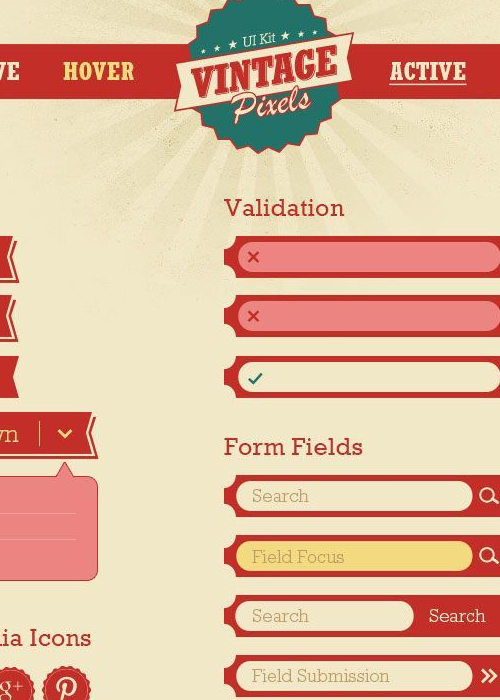 UI Kit
VE HOVER VINTAGE ACTIVE
Pixels
Validation
wn
Form Fields
Search
Field Focus
Search Search
ia Icons
Field Submission
g+